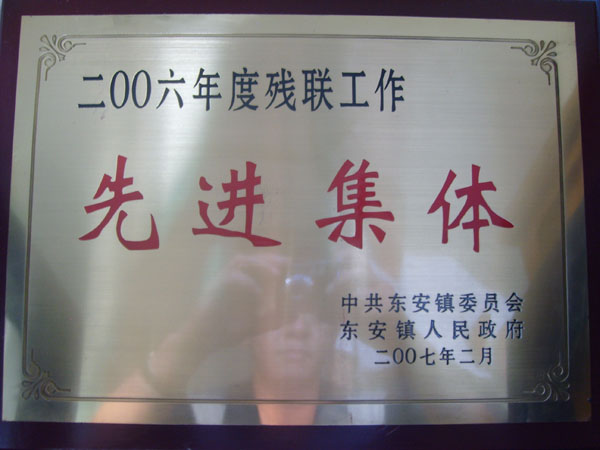 二00六年度残联工作
先进集体
中共东安镇委员会
东安镇人民政府
二00七年二月